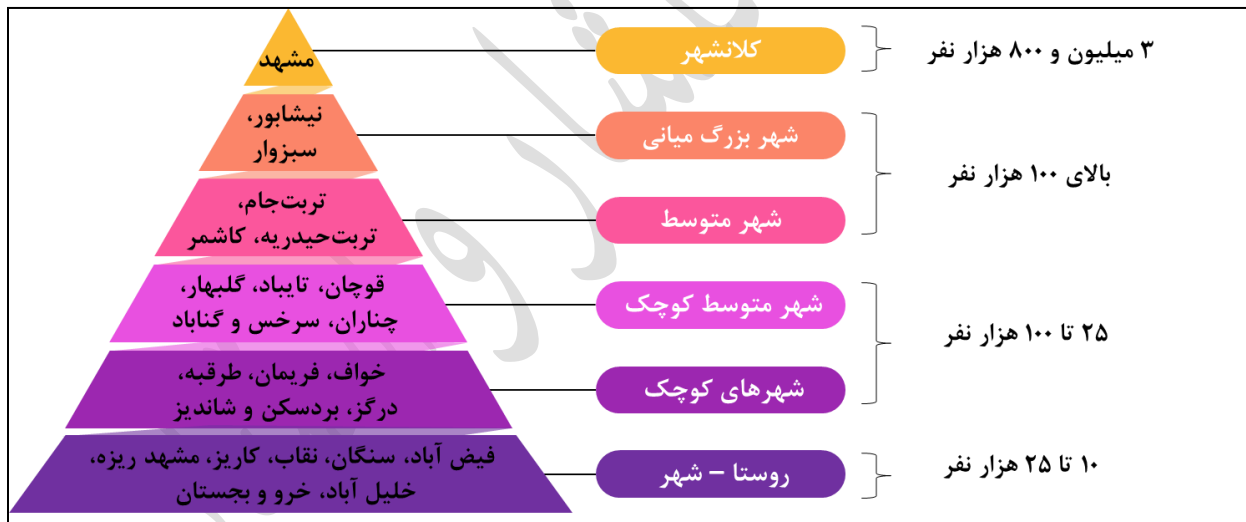 مشهد
کلانشهر
۳ میلیون و ۸۰۰ هزار نفر
نیشابور،
سبزوار
شهر بزرگ میانی
بالای ۱۰۰ هزار نفر
تربت‌جام،
تربت‌حیدریه، کاشمر
شهر متوسط
قوچان، تایباد، گلبهار،
چناران، سرخس و گناباد
شهر متوسط کوچک
۲۵ تا ۱۰۰ هزار نفر
خواف، فریمان، طرقبه،
درگز، بردسکن و شاندیز
شهرهای کوچک
فیض آباد، سنگان، نقاب، کاریز، مشهد ریزه،
خلیل آباد، خرو و بجستان
روستا – شهر
۱۰ تا ۲۵ هزار نفر